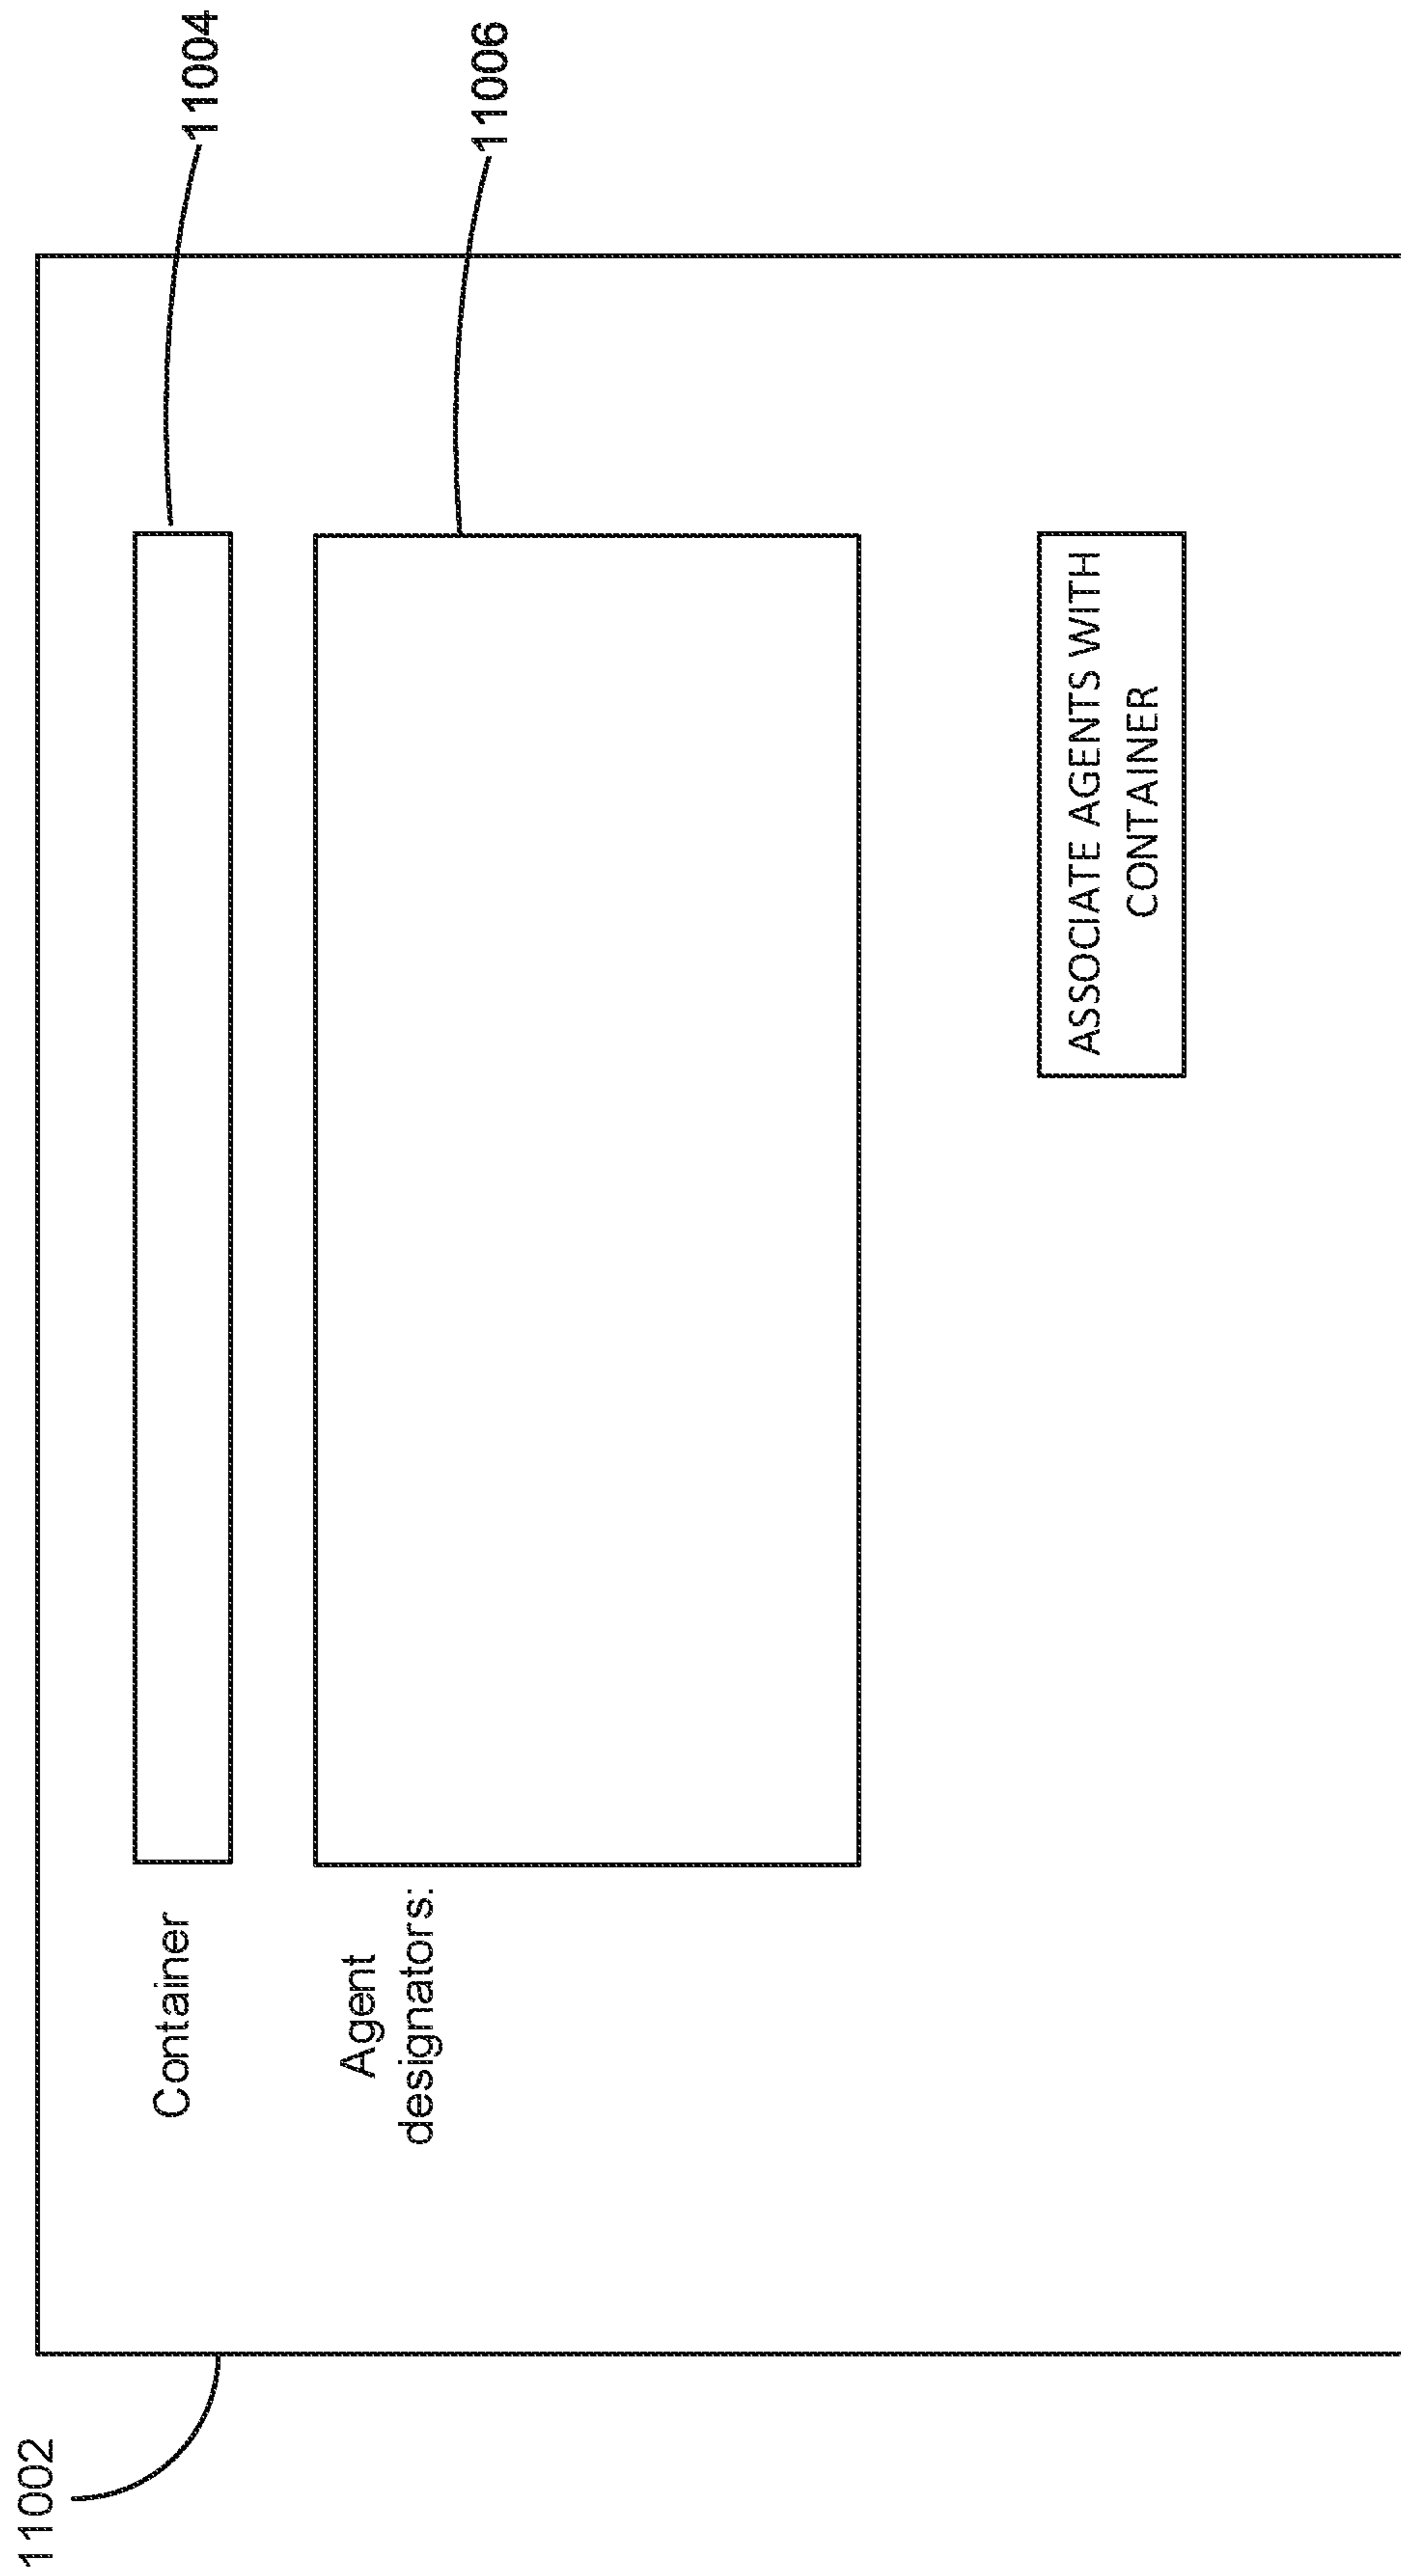 11002
Container
11004
Agent
designators:
11006
ASSOCIATE AGENTS WITH
CONTAINER